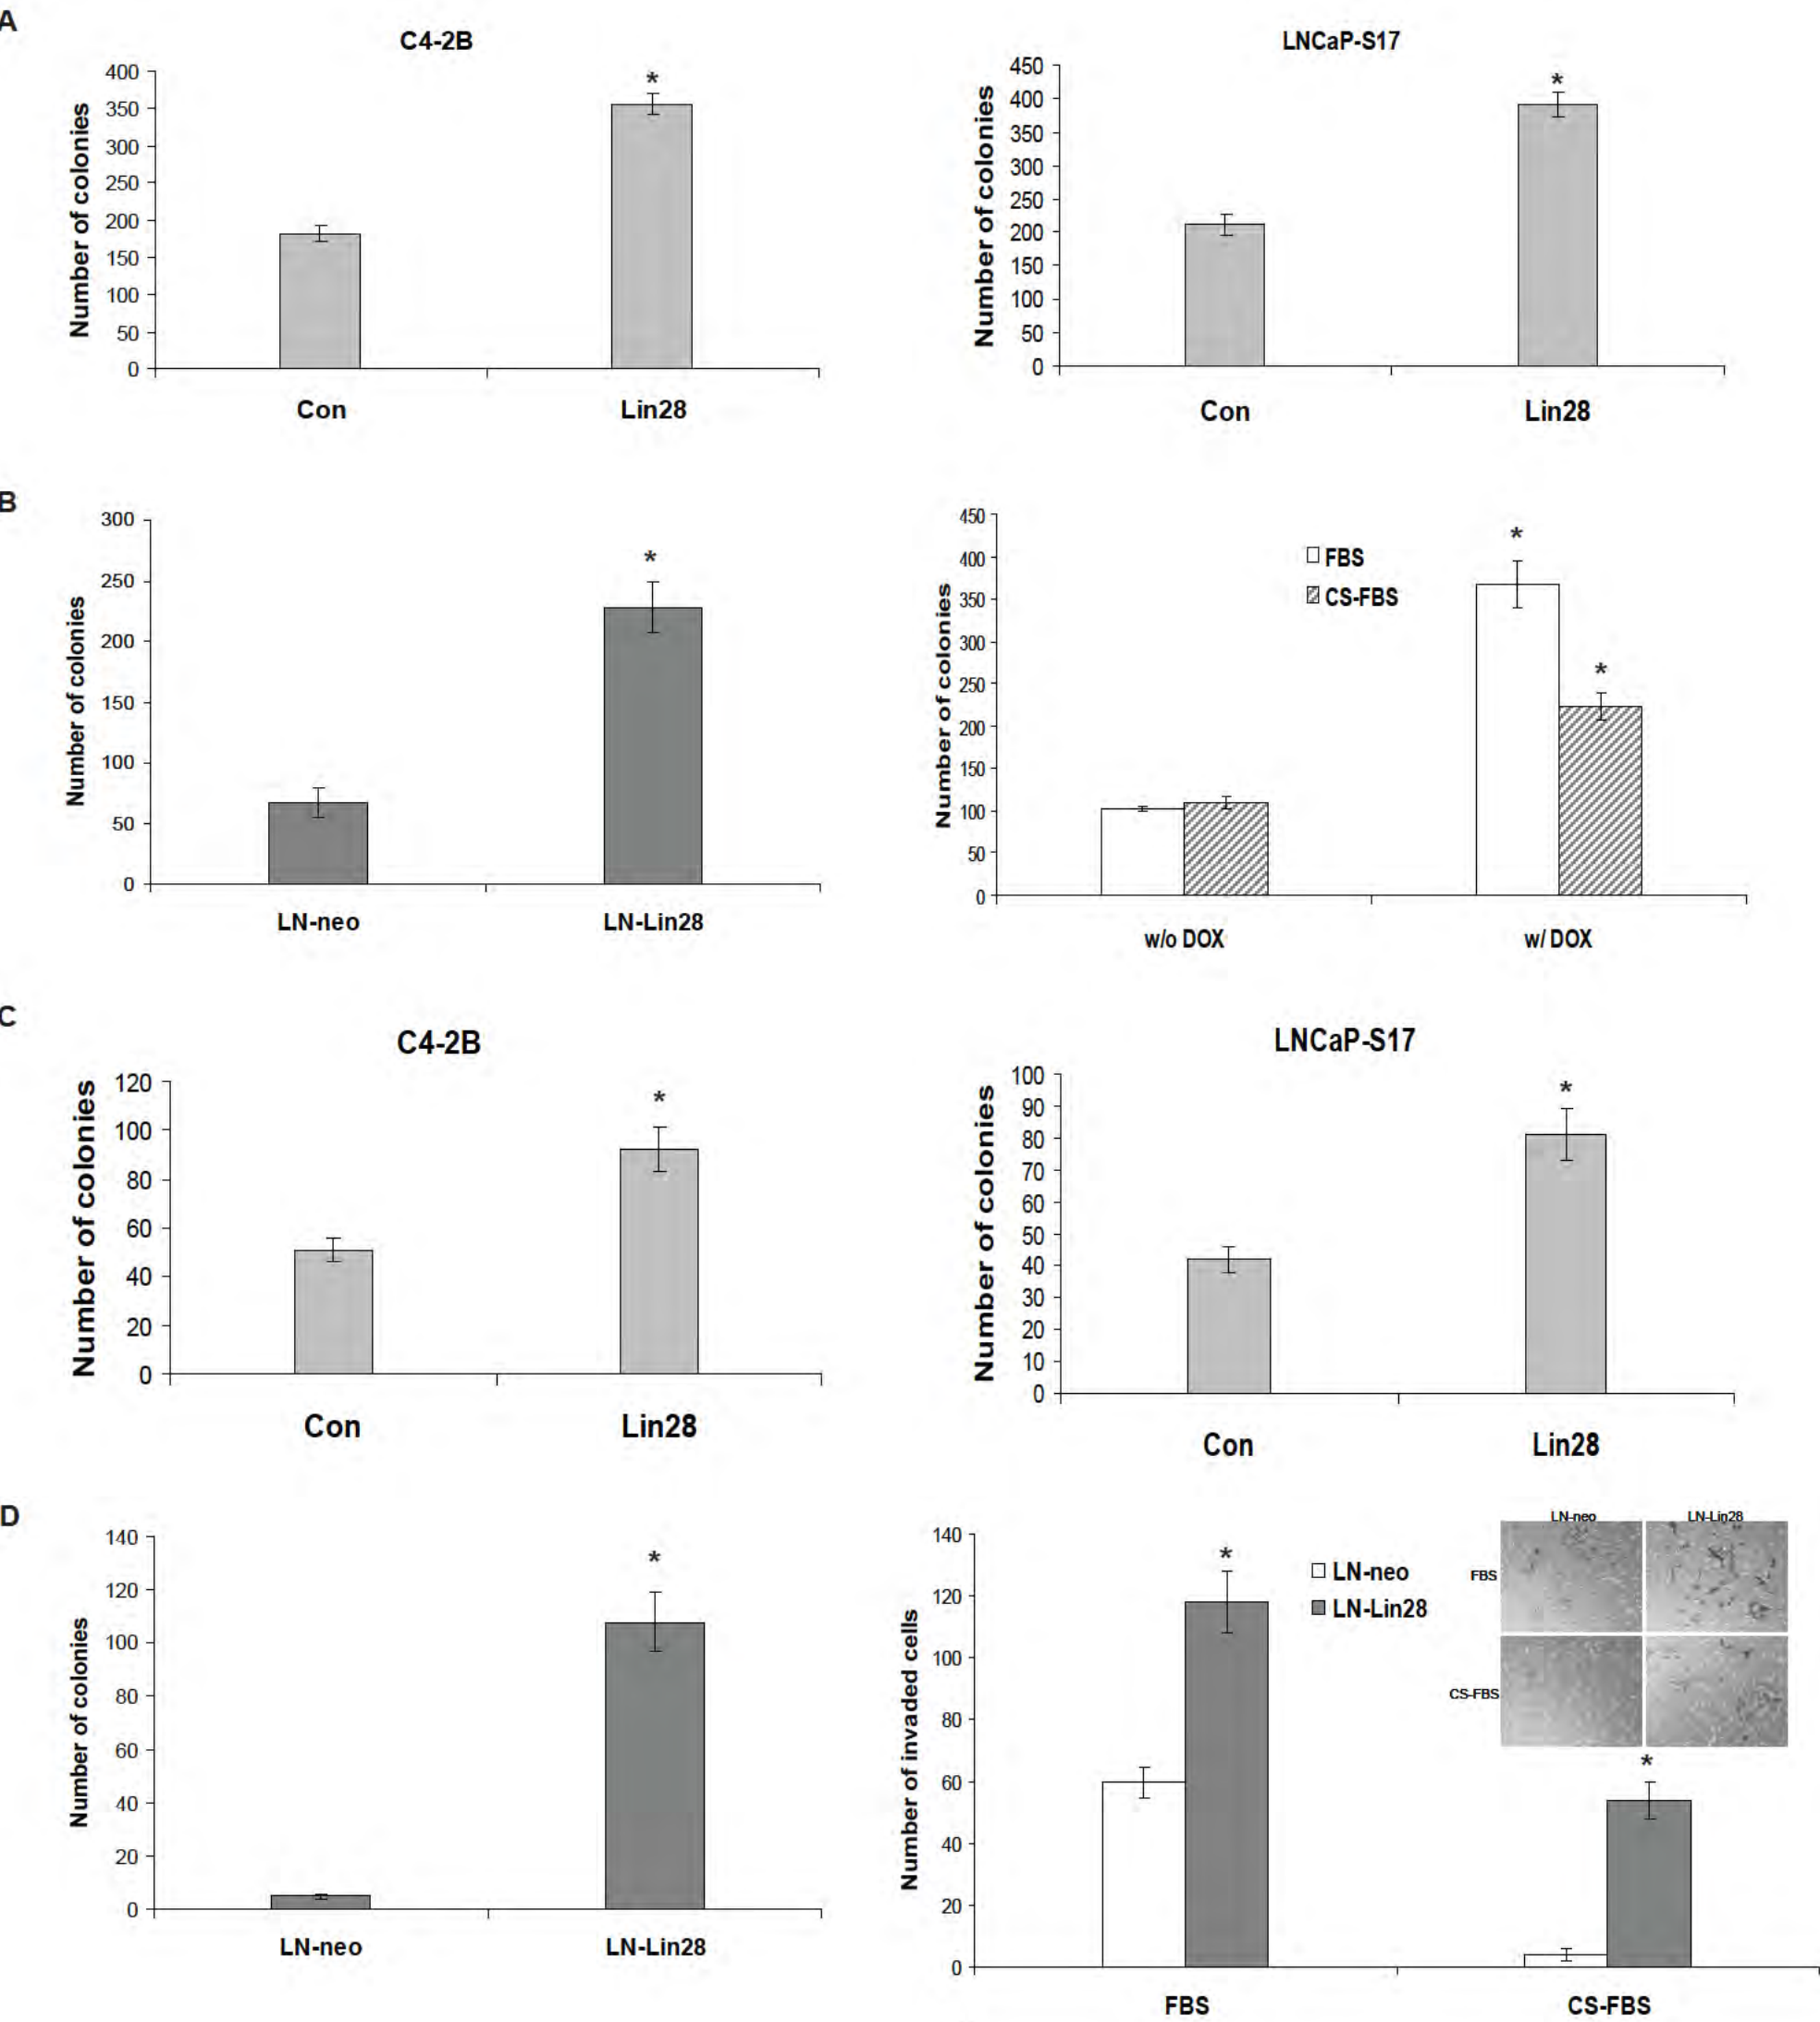 A
C4-2B
Number of colonies
400
350
300
250
200
150
100
50
0
*
Con
Lin28
LNCaP-S17
Number of colonies
450
400
350
300
250
200
150
100
50
0
*
Con
Lin28
B
Number of colonies
300
250
200
150
100
50
0
*
LN-neo
LN-Lin28
Number of colonies
450
400
350
300
250
200
150
100
50
0
FBS
CS-FBS
*
*
w/o DOX
w/ DOX
C
C4-2B
Number of colonies
120
100
80
60
40
20
0
*
Con
Lin28
LNCaP-S17
Number of colonies
100
90
80
70
60
50
40
30
20
10
0
*
Con
Lin28
D
Number of colonies
140
120
100
80
60
40
20
0
*
LN-neo
LN-Lin28
Number of invaded cells
140
120
100
80
60
40
20
0
*
LN-neo
LN-Lin28
LN-neo
LN-Lin28
FBS
CS-FBS
*
FBS
CS-FBS